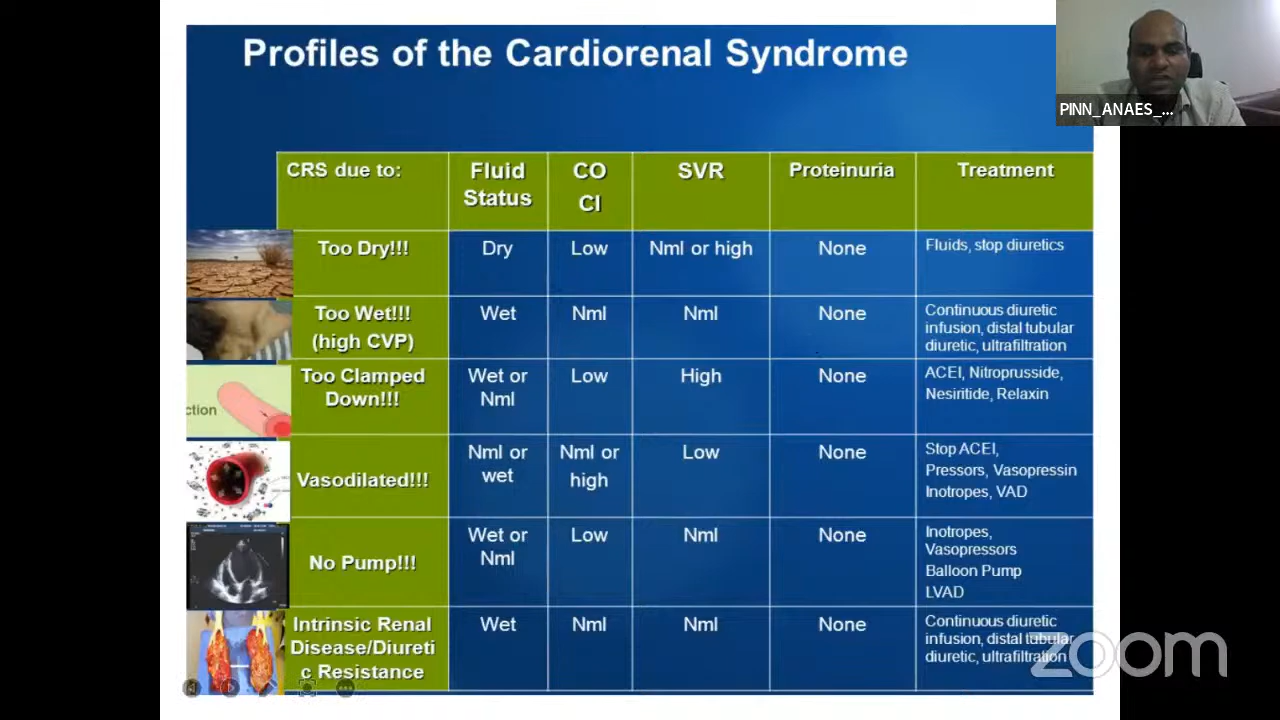 Profiles of the Cardiorenal Syndrome
PINN_ANAES_...
CRS due to:
Fluid
Status
CO
CI
SVR
Proteinuria
Treatment
Too Dry!!!
Dry
Low
Nml or high
None
Fluids, stop diuretics
Too Wet!!!
(high CVP)
Wet
Nml
Nml
None
Continuous diuretic
infusion, distal tubular
diuretic, ultrafiltration
ction
Too Clamped
Down!!!
Wet or
Nml
Low
High
None
ACEI, Nitroprusside,
Nesiritide, Relaxin
Vasodilated!!!
Nml or
wet
Nml or
high
Low
None
Stop ACEI,
Pressors, Vasopressin
Inotropes, VAD
No Pump!!!
Wet or
Nml
Low
Nml
None
Inotropes,
Vasopressors
Balloon Pump
LVAD
Intrinsic Renal
Disease/Diureti
c Resistance
Wet
Nml
Nml
None
Continuous diuretic
infusion, distal tubular
diuretic, ultrafiltration
zoom